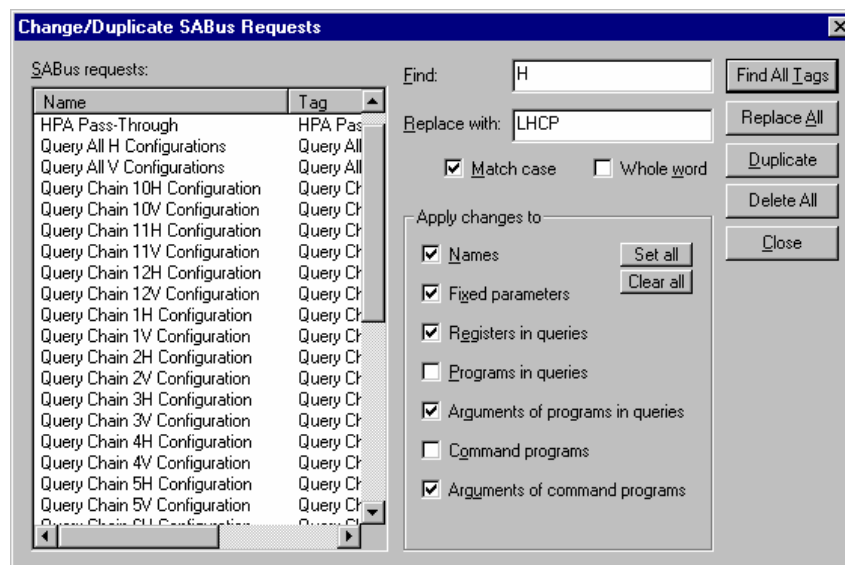 Change/Duplicate SABus Requests
SABus requests:
Name Tag
HPA Pass-Through HPA Pas
Query All H Configurations Query All
Query All V Configurations Query All
Query Chain 10H Configuration Query Ch
Query Chain 10V Configuration Query Ch
Query Chain 11H Configuration Query Ch
Query Chain 11V Configuration Query Ch
Query Chain 12H Configuration Query Ch
Query Chain 12V Configuration Query Ch
Query Chain 1H Configuration Query Ch
Query Chain 1V Configuration Query Ch
Query Chain 2H Configuration Query Ch
Query Chain 2V Configuration Query Ch
Query Chain 3H Configuration Query Ch
Query Chain 3V Configuration Query Ch
Query Chain 4H Configuration Query Ch
Query Chain 4V Configuration Query Ch
Query Chain 5H Configuration Query Ch
Query Chain 5V Configuration Query Ch
Find: H
Replace with: LHCP
Match case Whole word
Apply changes to
Names
Fixed parameters
Registers in queries
Programs in queries
Arguments of programs in queries
Command programs
Arguments of command programs
Set all
Clear all
Find All Tags
Replace All
Duplicate
Delete All
Close